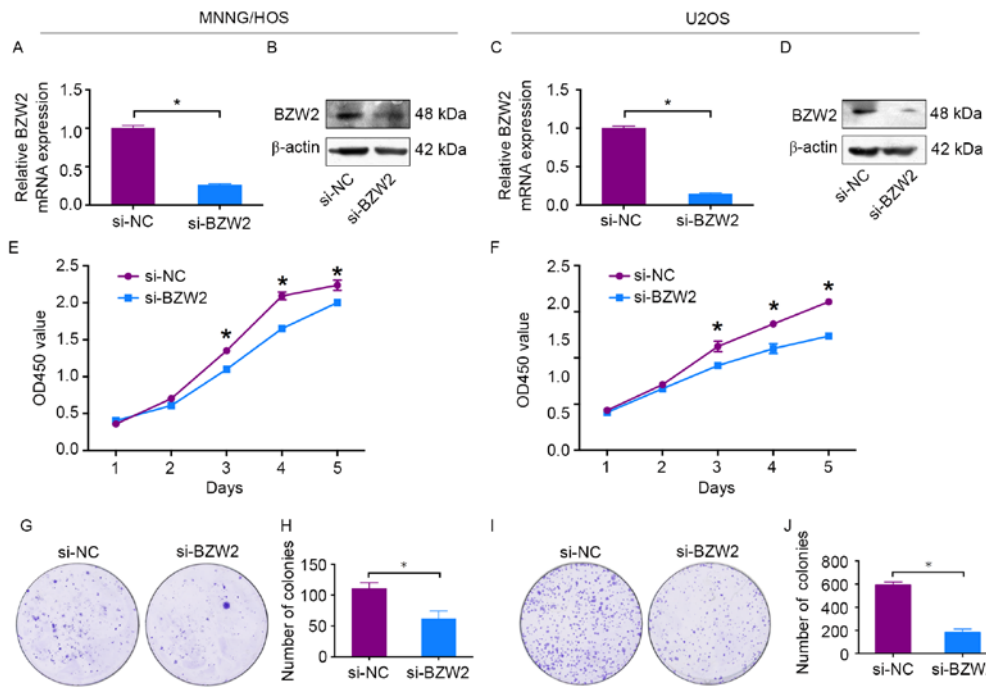 MNNG/HOS
U2OS
A
B
C
D
Relative BZW2
mRNA expression
1.5
1.0
0.5
0.0
*
si-NC
si-BZW2
BZW2
48 kDa
β-actin
42 kDa
si-NC
si-BZW2
Relative BZW2
mRNA expression
1.5
1.0
0.5
0.0
*
si-NC
si-BZW2
BZW2
48 kDa
β-actin
42 kDa
si-NC
si-BZW2
E
OD450 value
2.5
2.0
1.5
1.0
0.5
0.0
si-NC
si-BZW2
* * *
1 2 3 4 5
Days
F
OD450 value
2.5
2.0
1.5
1.0
0.5
0.0
si-NC
si-BZW2
* * *
1 2 3 4 5
Days
G
si-NC
si-BZW2
H
Number of colonies
150
100
50
0
*
si-NC
si-BZW2
I
si-NC
si-BZW2
J
Number of colonies
800
600
400
200
0
*
si-NC
si-BZW